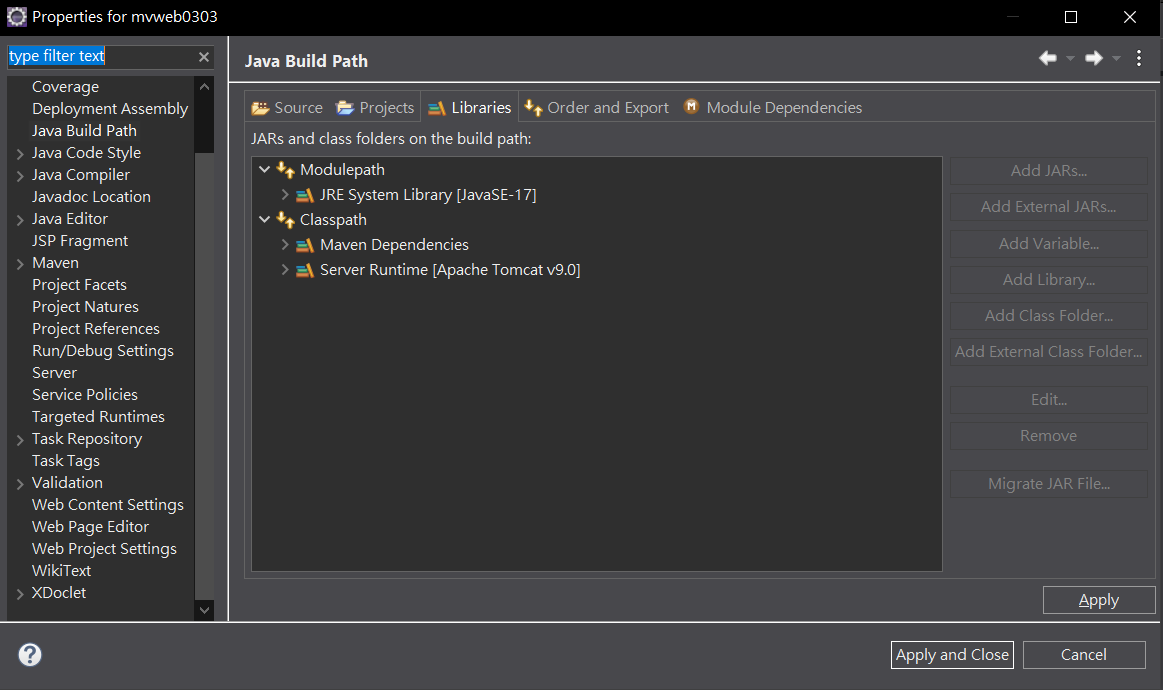 Properties for mvweb0303
type filter text
Coverage
Deployment Assembly
Java Build Path
Java Code Style
Java Compiler
Javadoc Location
Java Editor
JSP Fragment
Maven
Project Facets
Project Natures
Project References
Run/Debug Settings
Server
Service Policies
Targeted Runtimes
Task Repository
Task Tags
Validation
Web Content Settings
Web Page Editor
Web Project Settings
WikiText
XDoclet
Java Build Path
Source Projects Libraries Order and Export M Module Dependencies
JARs and class folders on the build path:
Modulepath
JRE System Library [JavaSE-17]
Classpath
Maven Dependencies
Server Runtime [Apache Tomcat v9.0]
Add JARs...
Add External JARs...
Add Variable...
Add Library...
Add Class Folder...
Add External Class Folder...
Edit...
Remove
Migrate JAR File...
Apply
?
Apply and Close
Cancel